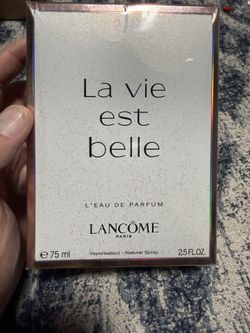 La vie
est
belle
L'EAU DE PARFUM
LANCÔME
PARIS
e 75 ml Vaporisateur - Natural Spray 2.5 FL.OZ.